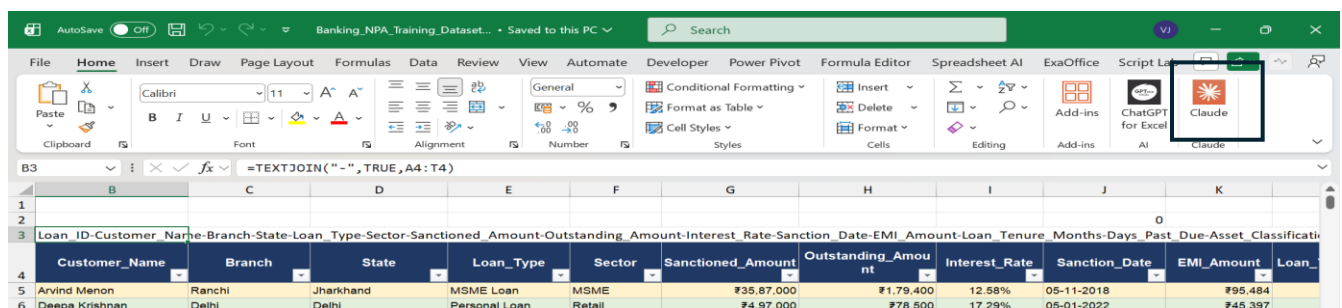 AutoSave Off Banking_NPA_Training_Dataset... • Saved to this PC Search VJ
File Home Insert Draw Page Layout Formulas Data Review View Automate Developer Power Pivot Formula Editor Spreadsheet AI ExaOffice Script Lab
Calibri 11 A^ A˅ General Conditional Formatting Insert Σ
Paste B I U A % Format as Table Delete Add-ins ChatGPT for Excel Claude
Cell Styles Format
Clipboard Font Alignment Number Styles Cells Editing Add-ins AI Claude
B3 fx =TEXTJOIN("-",TRUE,A4:T4)
B C D E F G H I J K
1
2 0
3 Loan_ID-Customer_Name-Branch-State-Loan_Type-Sector-Sanctioned_Amount-Outstanding_Amount-Interest_Rate-Sanction_Date-EMI_Amount-Loan_Tenure_Months-Days_Past_Due-Asset_Classificati
4 Customer_Name Branch State Loan_Type Sector Sanctioned_Amount Outstanding_Amou nt Interest_Rate Sanction_Date EMI_Amount Loan_
5 Arvind Menon Ranchi Jharkhand MSME Loan MSME ₹35,87,000 ₹1,79,400 12.58% 05-11-2018 ₹95,484
6 Deepa Krishnan Delhi Delhi Personal Loan Retail ₹4,97,000 ₹78,500 17.29% 05-01-2022 ₹45,397